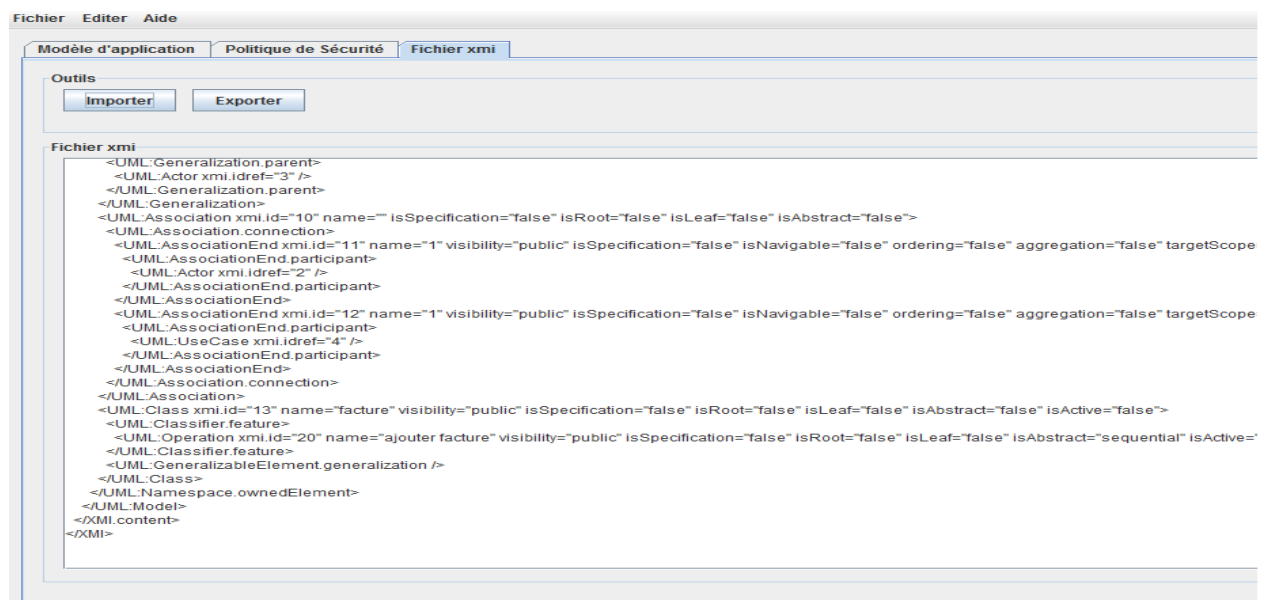 Fichier Editer Aide
Modèle d'application Politique de Sécurité Fichier xmi
Outils
Importer Exporter
Fichier xmi
<UML:Generalization.parent>
<UML:Actor xmi.idref="3" />
</UML:Generalization.parent>
</UML:Generalization>
<UML:Association xmi.id="10" name="" isSpecification="false" isRoot="false" isLeaf="false" isAbstract="false">
<UML:Association.connection>
<UML:AssociationEnd xmi.id="11" name="1" visibility="public" isSpecification="false" isNavigable="false" ordering="false" aggregation="false" targetScope
<UML:AssociationEnd.participant>
<UML:Actor xmi.idref="2" />
</UML:AssociationEnd.participant>
</UML:AssociationEnd>
<UML:AssociationEnd xmi.id="12" name="1" visibility="public" isSpecification="false" isNavigable="false" ordering="false" aggregation="false" targetScope
<UML:AssociationEnd.participant>
<UML:UseCase xmi.idref="4" />
</UML:AssociationEnd.participant>
</UML:AssociationEnd>
</UML:Association.connection>
</UML:Association>
<UML:Class xmi.id="13" name="facture" visibility="public" isSpecification="false" isRoot="false" isLeaf="false" isAbstract="false" isActive="false">
<UML:Classifier.feature>
<UML:Operation xmi.id="20" name="ajouter facture" visibility="public" isSpecification="false" isRoot="false" isLeaf="false" isAbstract="sequential" isActive="
</UML:Classifier.feature>
<UML:GeneralizableElement.generalization />
</UML:Class>
</UML:Namespace.ownedElement>
</UML:Model>
</XMI.content>
</XMI>